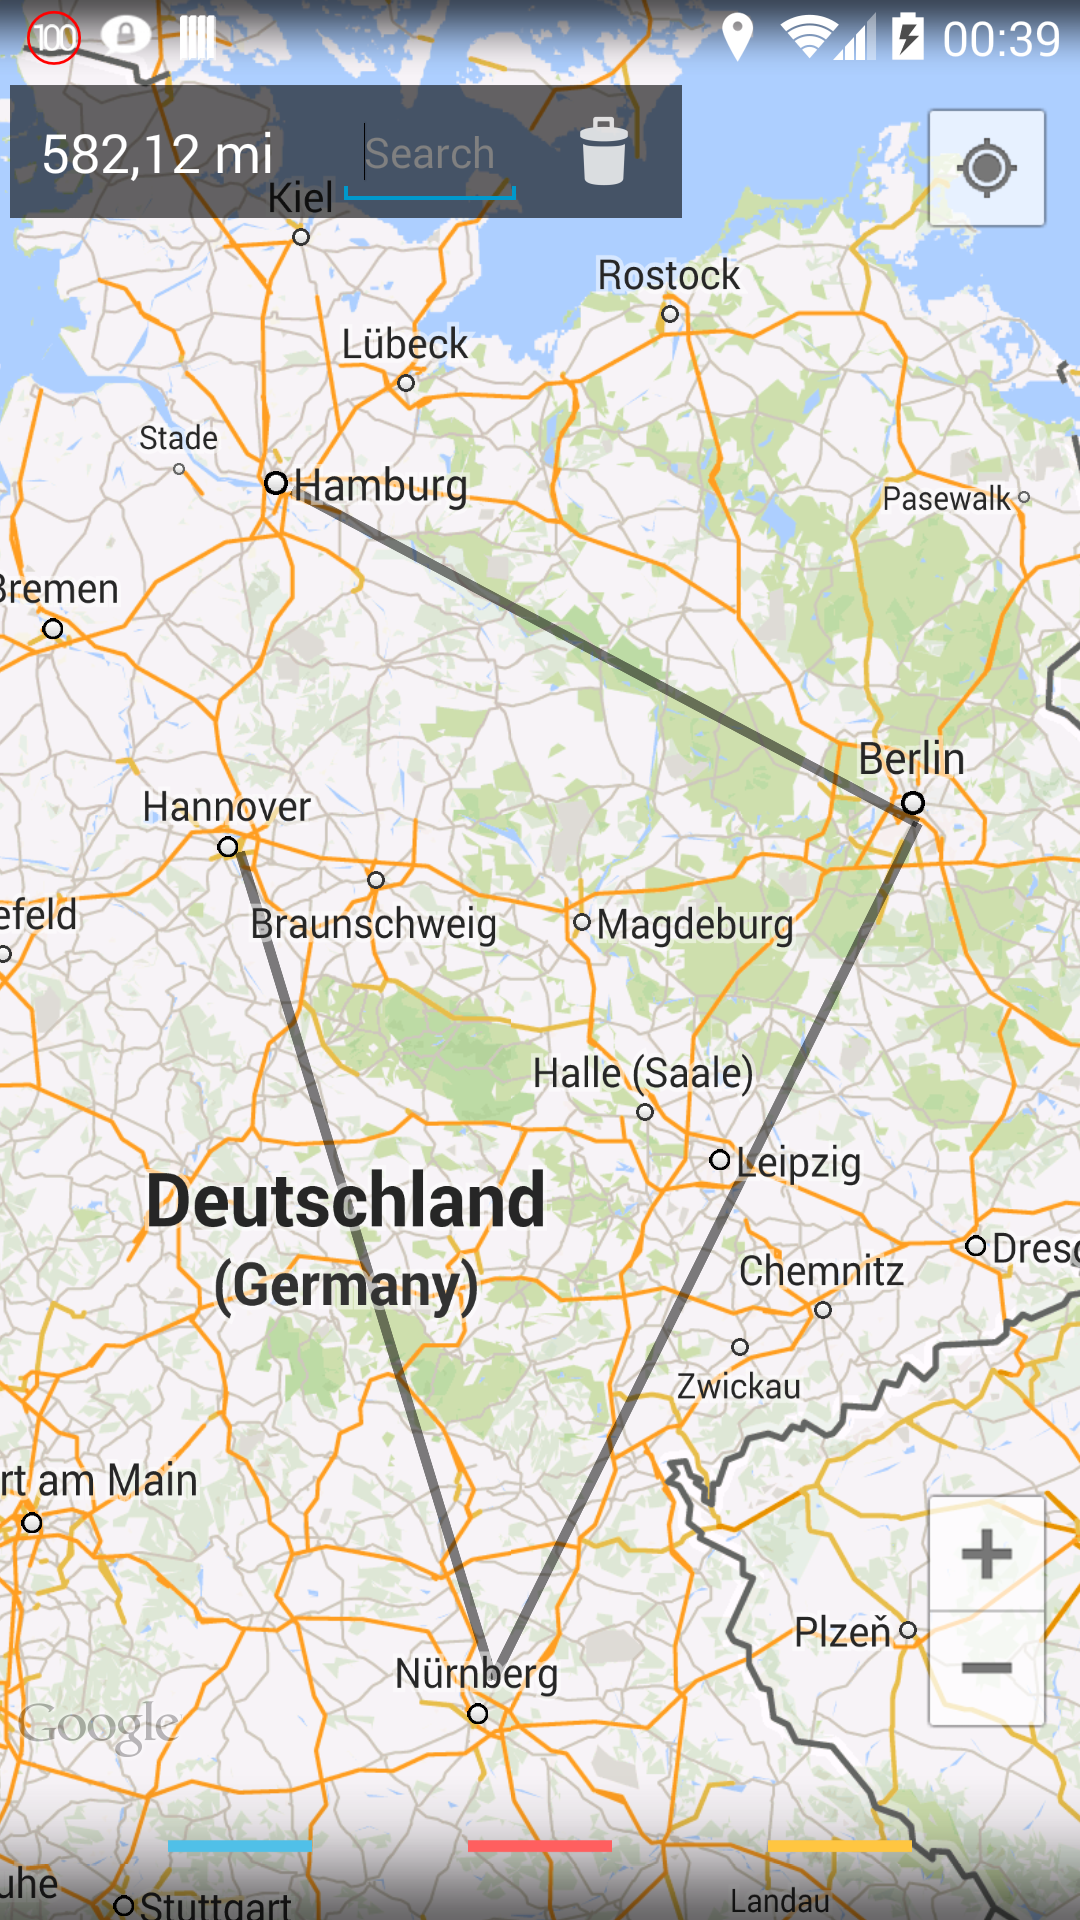 100
00:39
582,12 mi
Search
Kiel
Rostock
Lübeck
Stade
Hamburg
Pasewalk
Bremen
Berlin
Hannover
efeld
Braunschweig
Magdeburg
Halle (Saale)
Leipzig
Deutschland
(Germany)
Dresd
Chemnitz
Zwickau
rt am Main
Plzeň
Nürnberg
Google
uhe
Stuttgart
Landau